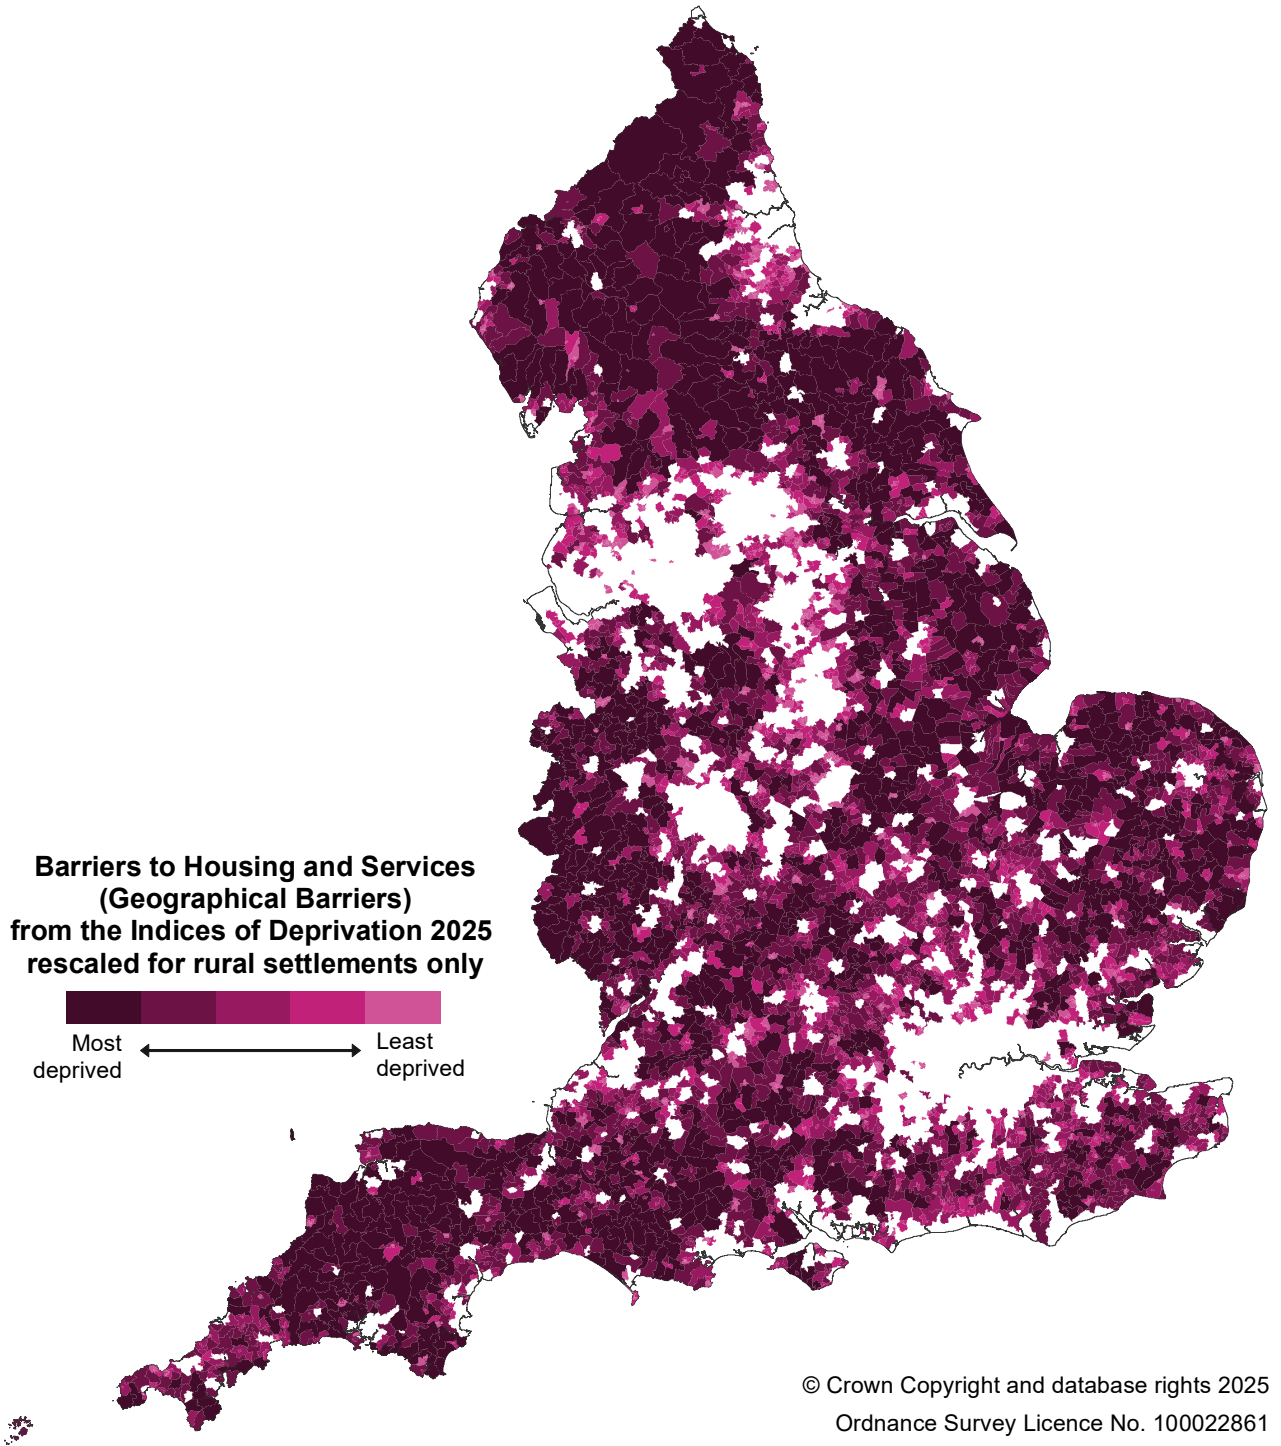 Barriers to Housing and Services
(Geographical Barriers)
from the Indices of Deprivation 2025
rescaled for rural settlements only
Most
deprived
Least
deprived
© Crown Copyright and database rights 2025
Ordnance Survey Licence No. 100022861